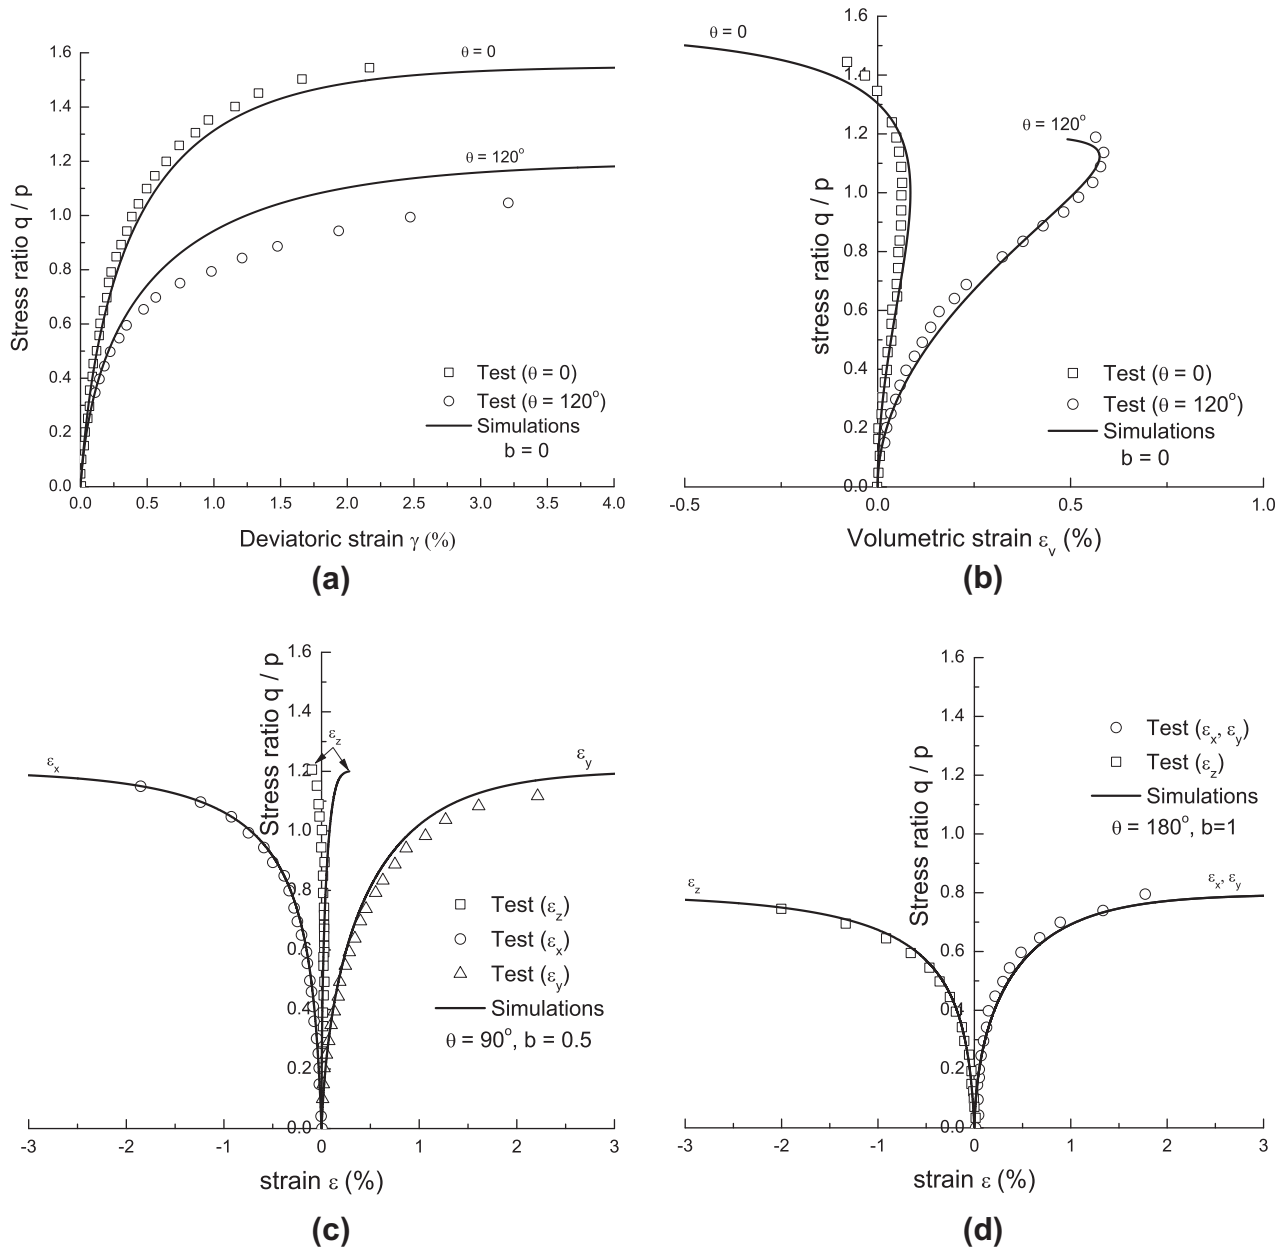 θ = 0
θ = 120°
1.6
1.4
1.2
1.0
0.8
0.6
0.4
0.2
0.0
Stress ratio q / p
Test (θ = 0)
Test (θ = 120°)
Simulations
b = 0
0.0 0.5 1.0 1.5 2.0 2.5 3.0 3.5 4.0
Deviatoric strain γ (%)
(a)
θ = 0
θ = 120°
1.6
1.4
1.2
1.0
0.8
0.6
0.4
0.2
0.0
stress ratio q / p
Test (θ = 0)
Test (θ = 120°)
Simulations
b = 0
-0.5 0.0 0.5 1.0
Volumetric strain εv (%)
(b)
1.6
1.4
1.2
1.0
0.8
0.6
0.4
0.2
0.0
Stress ratio q / p
εx
εz
εy
Test (εz)
Test (εx)
Test (εy)
Simulations
θ = 90°, b = 0.5
-3 -2 -1 0 1 2 3
strain ε (%)
(c)
1.6
1.4
1.2
1.0
0.8
0.6
0.4
0.2
0.0
Stress ratio q / p
Test (εx, εy)
Test (εz)
Simulations
θ = 180°, b=1
εz
εx, εy
-3 -2 -1 0 1 2 3
strain ε (%)
(d)